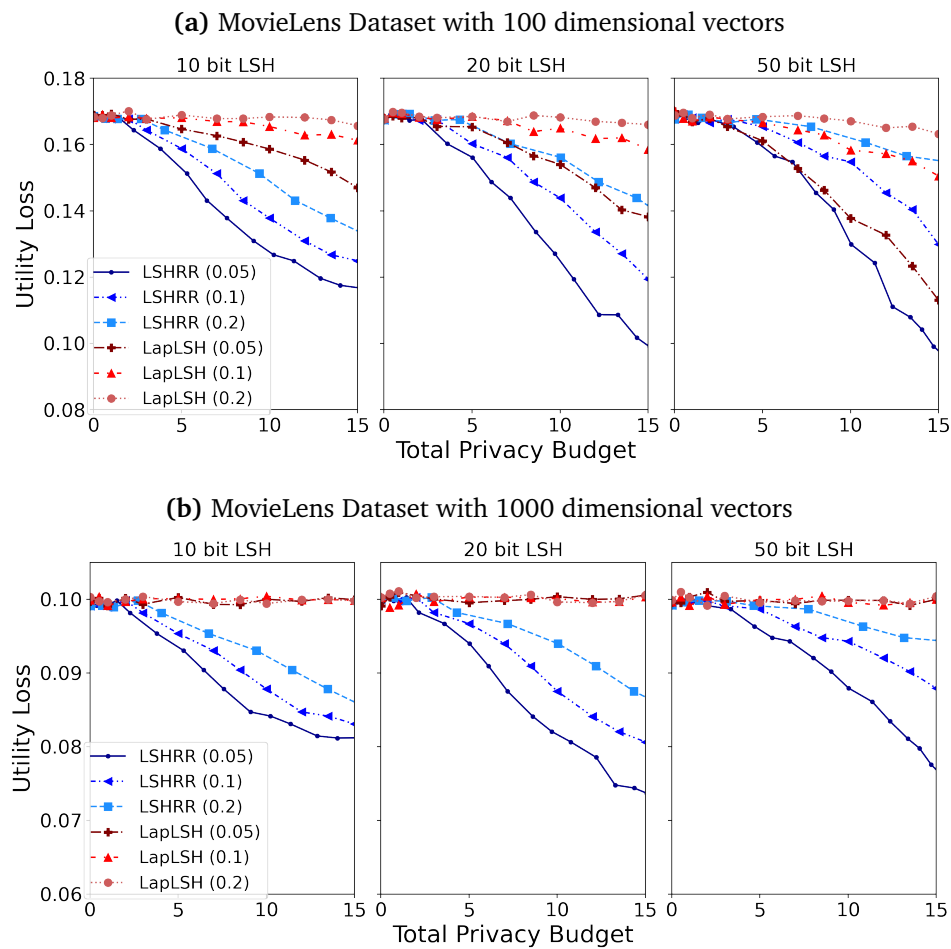 (a) MovieLens Dataset with 100 dimensional vectors
10 bit LSH
20 bit LSH
50 bit LSH
Utility Loss
0.18
0.16
0.14
0.12
0.10
0.08
LSHRR (0.05)
LSHRR (0.1)
LSHRR (0.2)
LapLSH (0.05)
LapLSH (0.1)
LapLSH (0.2)
0 5 10 15
0 5 10 15
0 5 10 15
Total Privacy Budget
(b) MovieLens Dataset with 1000 dimensional vectors
10 bit LSH
20 bit LSH
50 bit LSH
Utility Loss
0.10
0.09
0.08
0.07
0.06
LSHRR (0.05)
LSHRR (0.1)
LSHRR (0.2)
LapLSH (0.05)
LapLSH (0.1)
LapLSH (0.2)
0 5 10 15
0 5 10 15
0 5 10 15
Total Privacy Budget